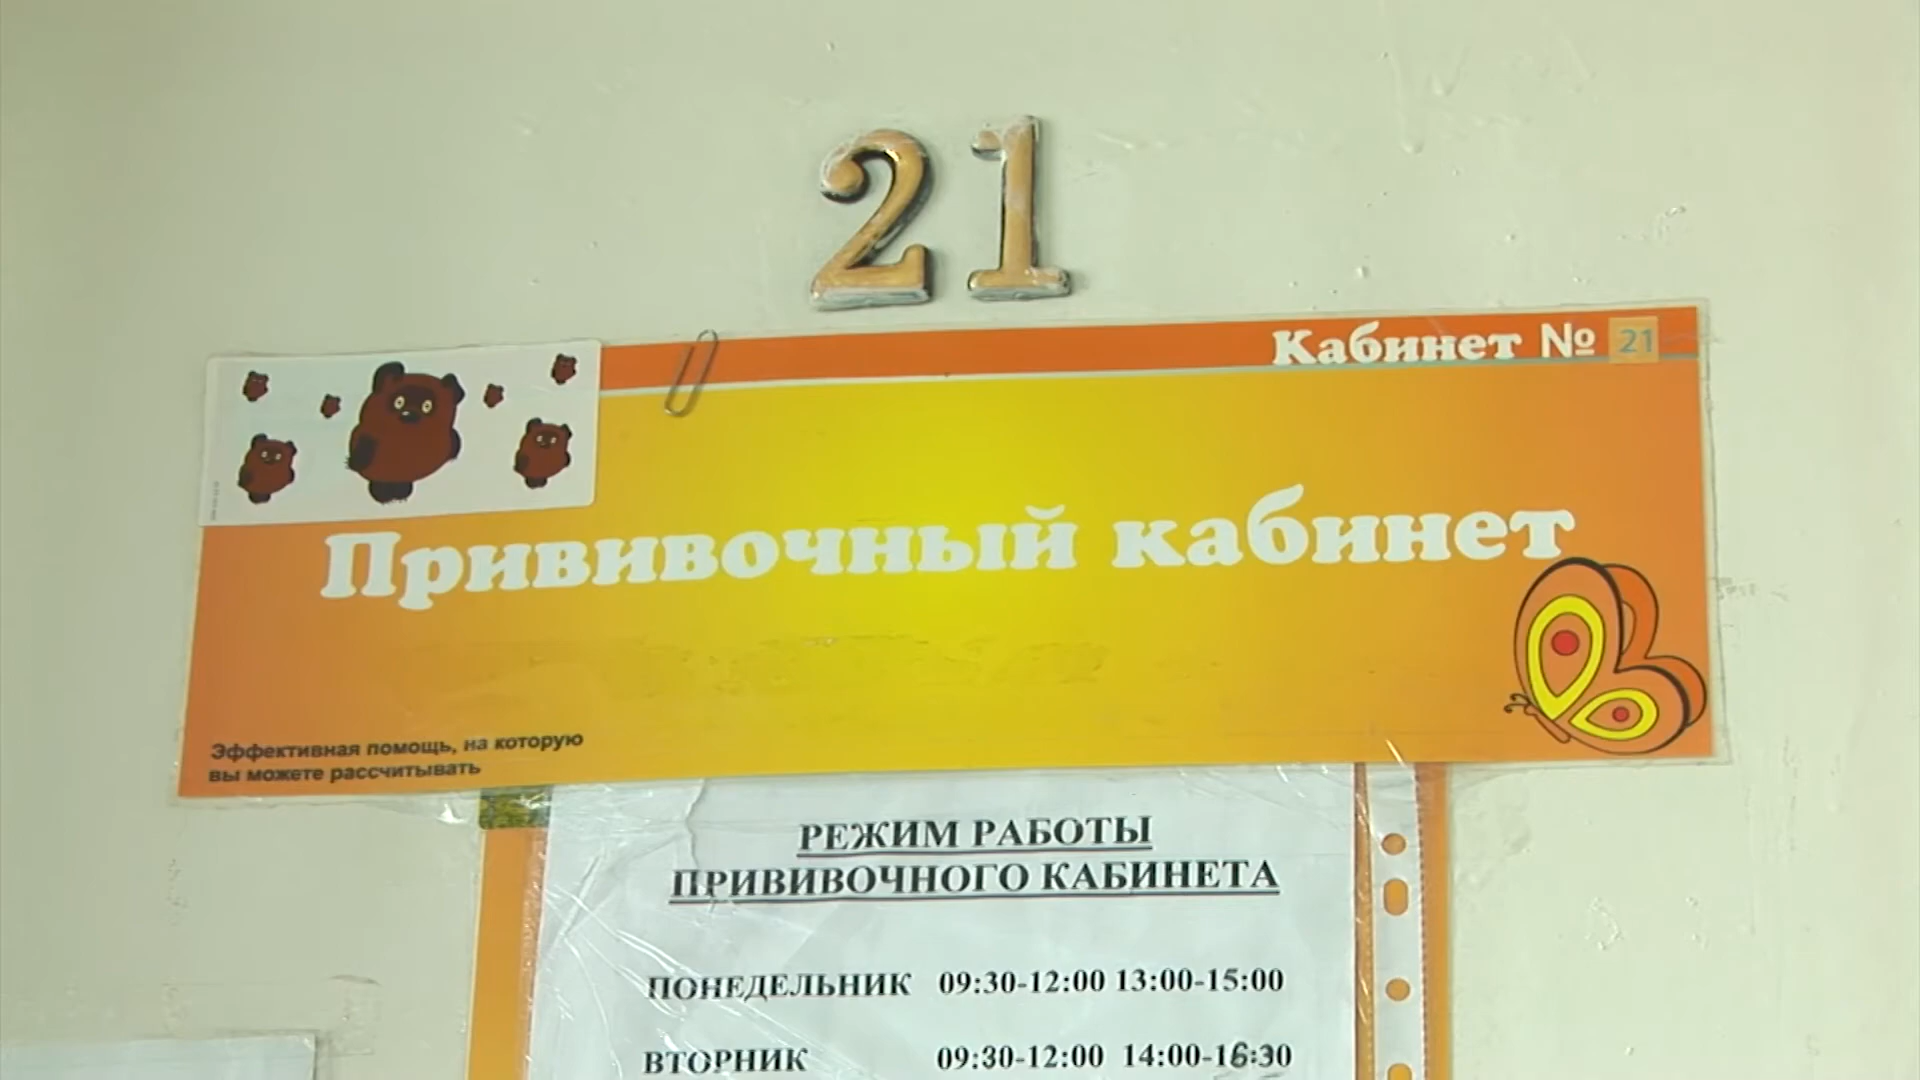 21
Кабинет № 21
Прививочный кабинет
Эффективная помощь, на которую
вы можете рассчитывать
РЕЖИМ РАБОТЫ
ПРИВИВОЧНОГО КАБИНЕТА
ПОНЕДЕЛЬНИК 09:30-12:00 13:00-15:00
ВТОРНИК 09:30-12:00 14:00-16:30